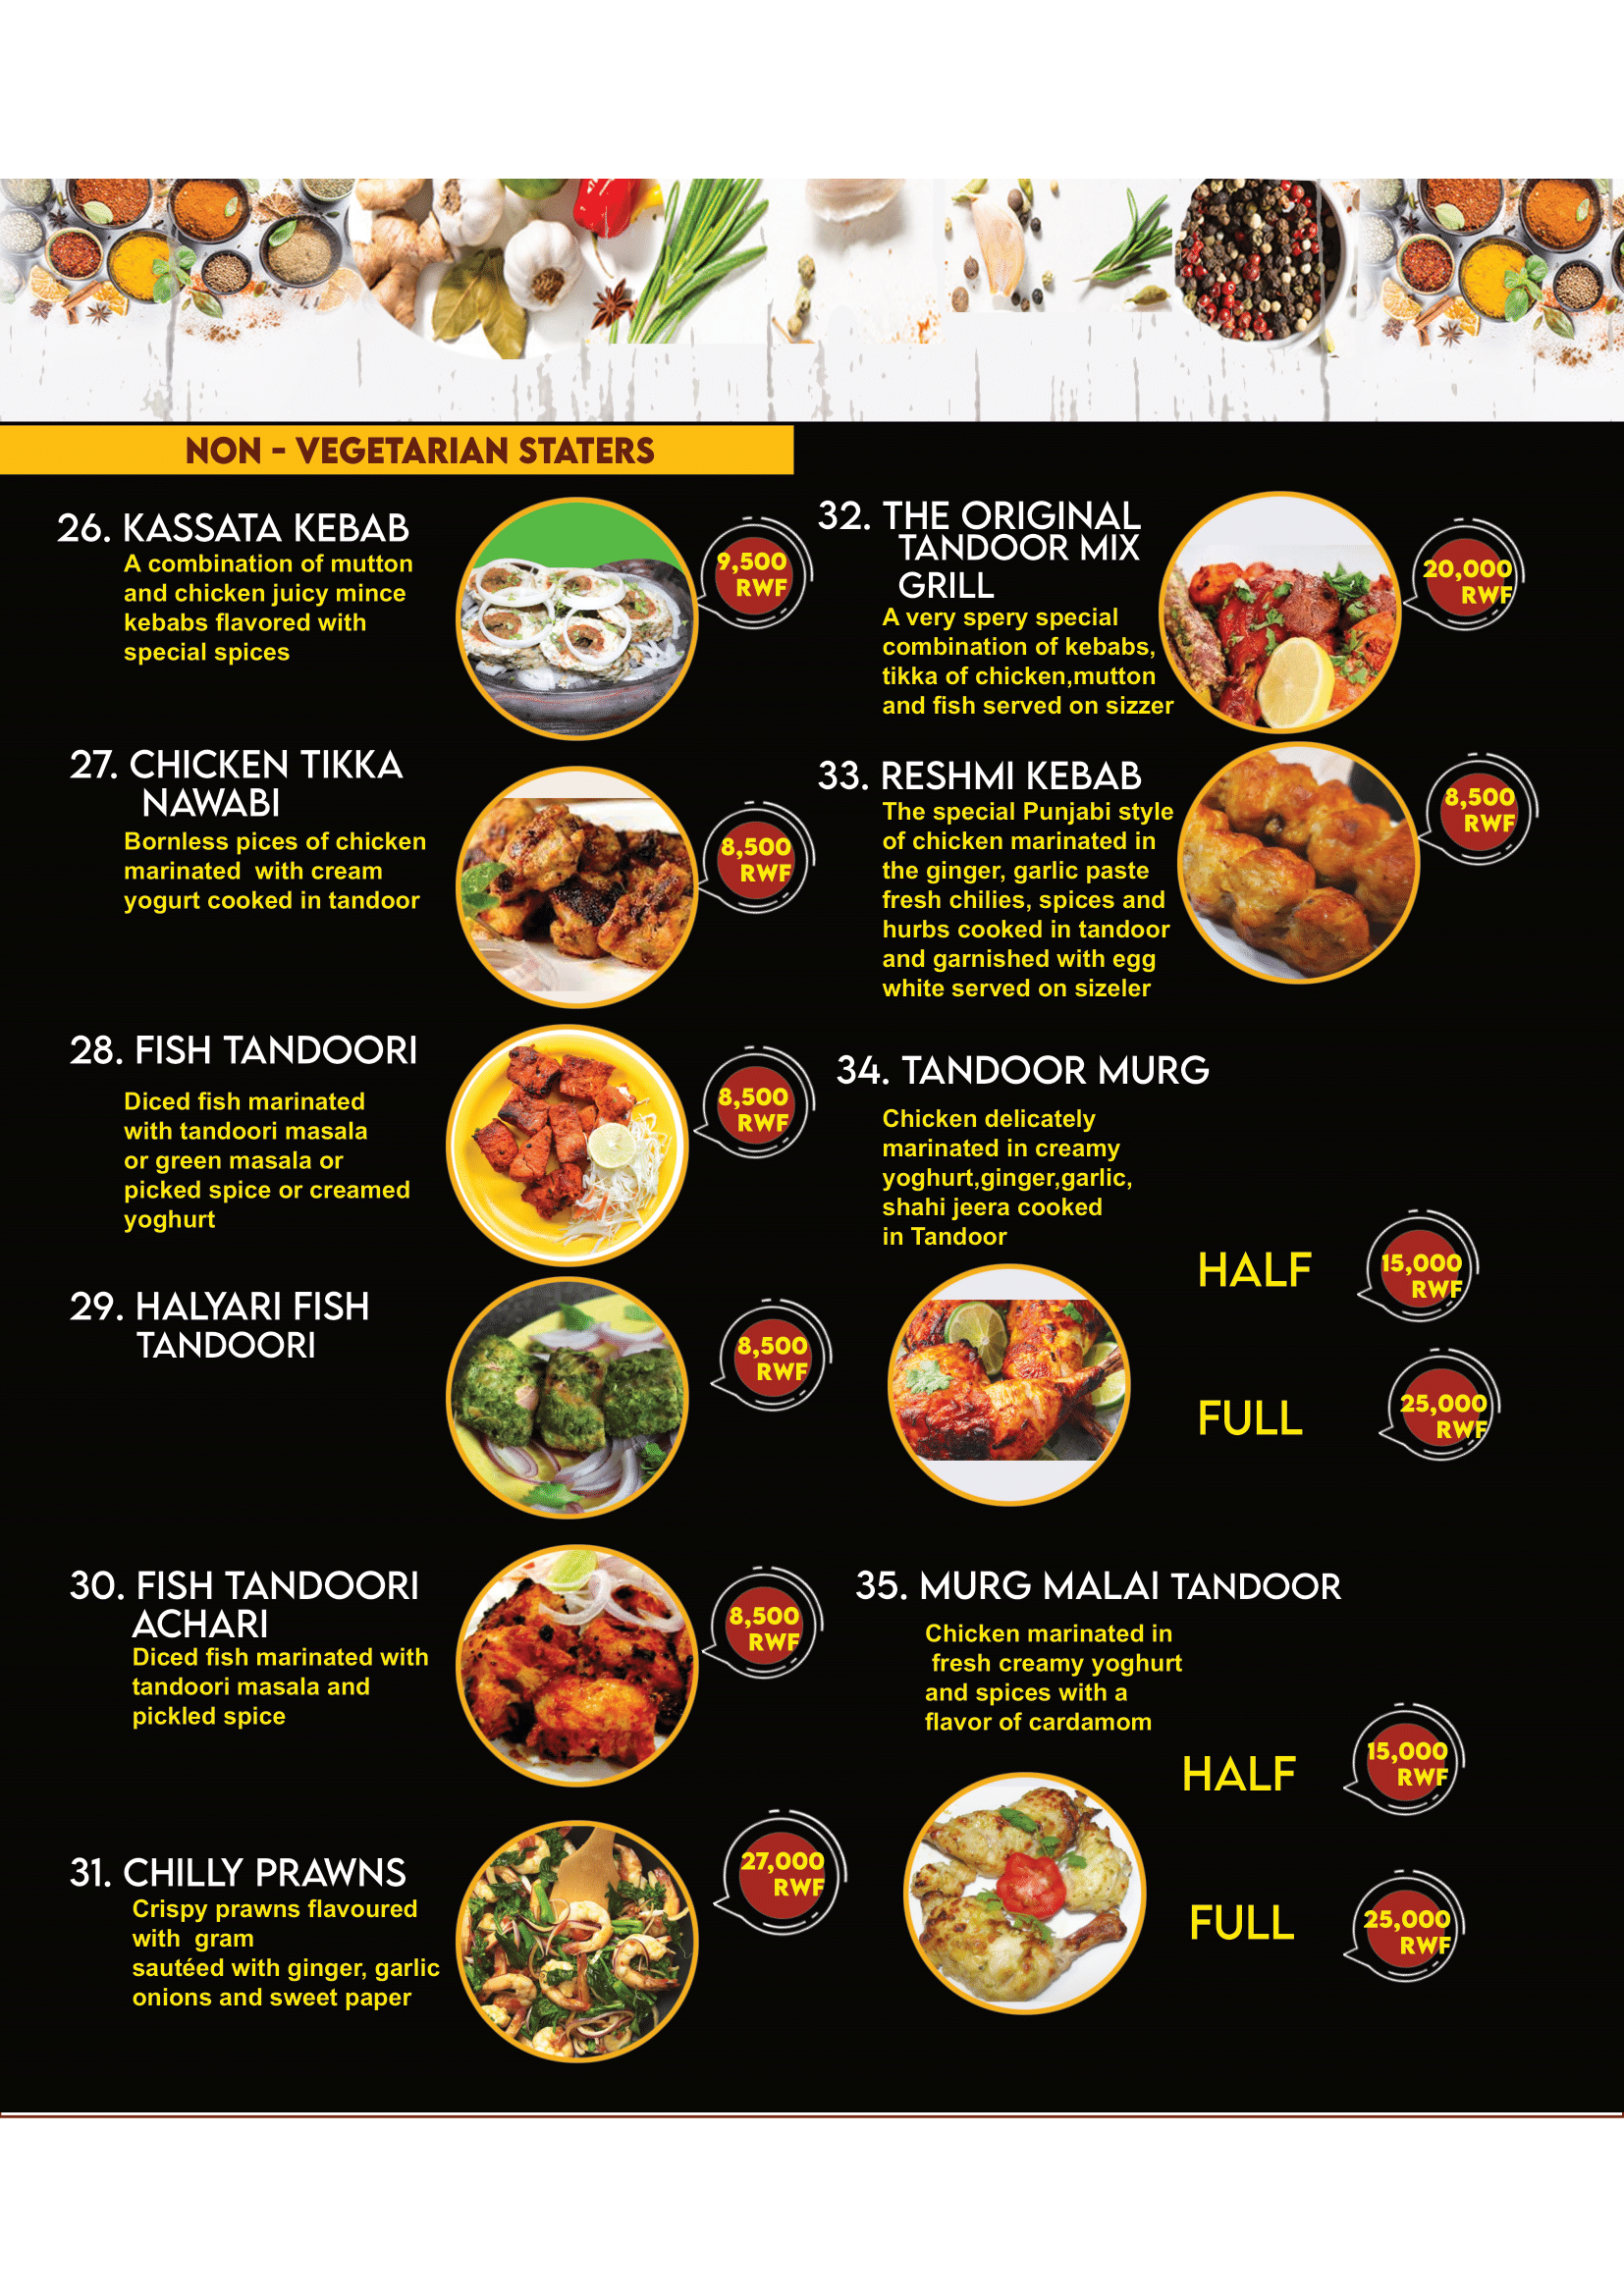 NON - VEGETARIAN STATERS
26. KASSATA KEBAB
A combination of mutton
and chicken juicy mince
kebabs flavored with
special spices
9,500
RWF
27. CHICKEN TIKKA
NAWABI
Bornless pices of chicken
marinated  with cream
yogurt cooked in tandoor
8,500
RWF
28. FISH TANDOORI
Diced fish marinated
with tandoori masala
or green masala or
picked spice or creamed
yoghurt
8,500
RWF
29. HALYARI FISH
TANDOORI
8,500
RWF
30. FISH TANDOORI
ACHARI
Diced fish marinated with
tandoori masala and
pickled spice
8,500
RWF
31. CHILLY PRAWNS
Crispy prawns flavoured
with  gram
sautéed with ginger, garlic
onions and sweet paper
27,000
RWF
32. THE ORIGINAL
TANDOOR MIX
GRILL
A very spery special
combination of kebabs,
tikka of chicken,mutton
and fish served on sizzer
20,000
RWF
33. RESHMI KEBAB
The special Punjabi style
of chicken marinated in
the ginger, garlic paste
fresh chilies, spices and
hurbs cooked in tandoor
and garnished with egg
white served on sizeler
8,500
RWF
34. TANDOOR MURG
Chicken delicately
marinated in creamy
yoghurt,ginger,garlic,
shahi jeera cooked
in Tandoor
HALF
15,000
RWF
FULL
25,000
RWF
35. MURG MALAI TANDOOR
Chicken marinated in
fresh creamy yoghurt
and spices with a
flavor of cardamom
HALF
15,000
RWF
FULL
25,000
RWF